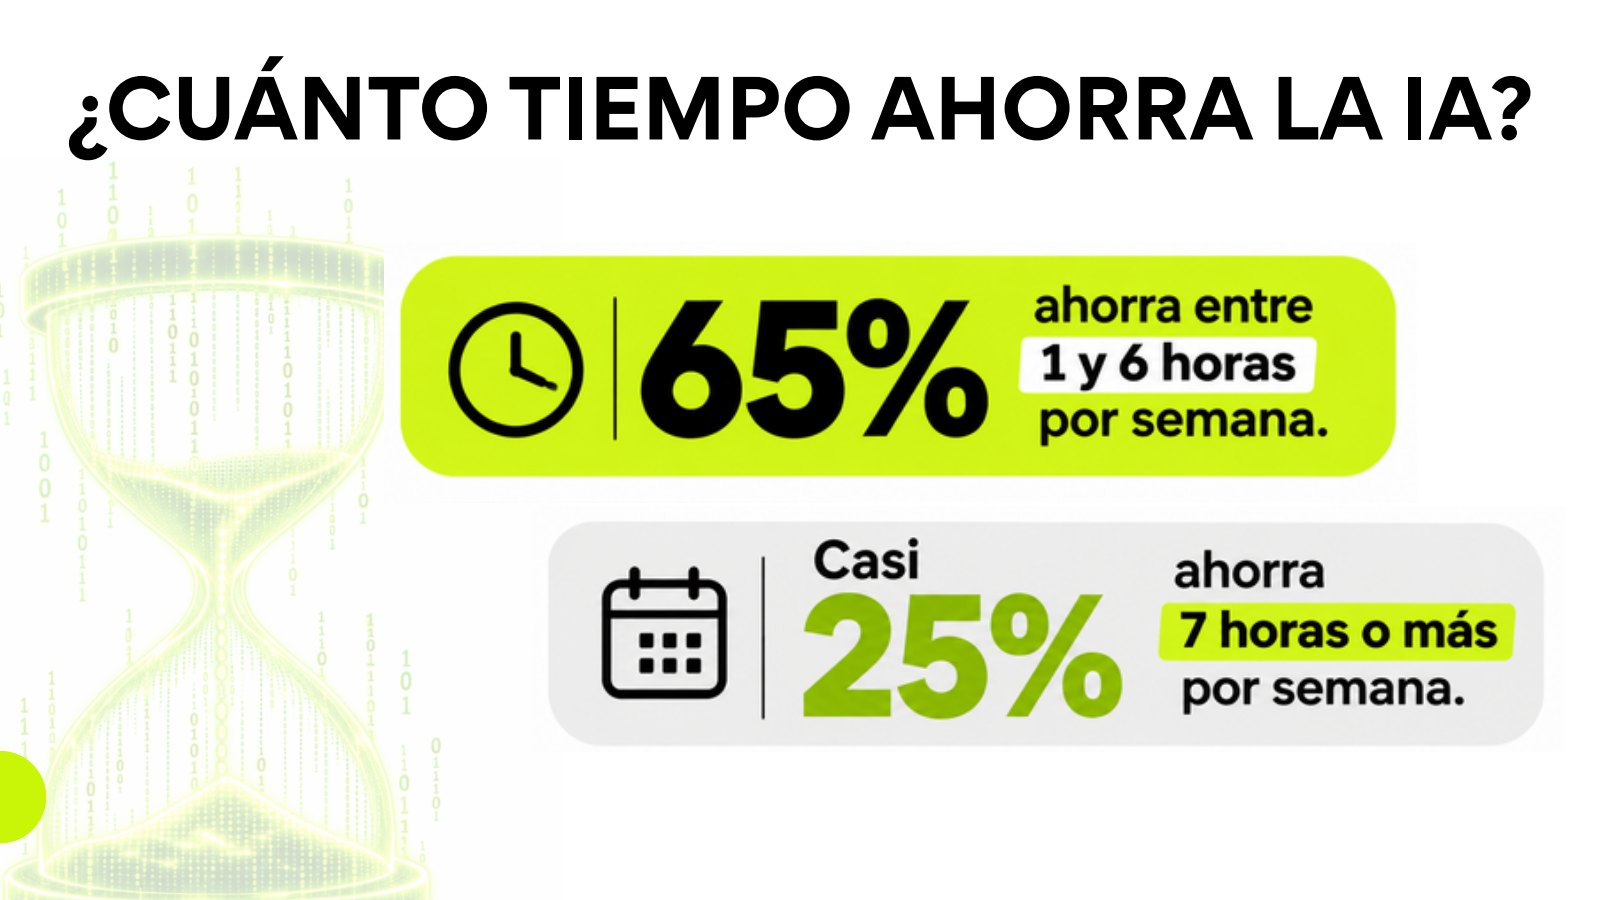 ¿CUÁNTO TIEMPO AHORRA LA IA?
65%
ahorra entre
1 y 6 horas
por semana.
Casi
25%
ahorra
7 horas o más
por semana.